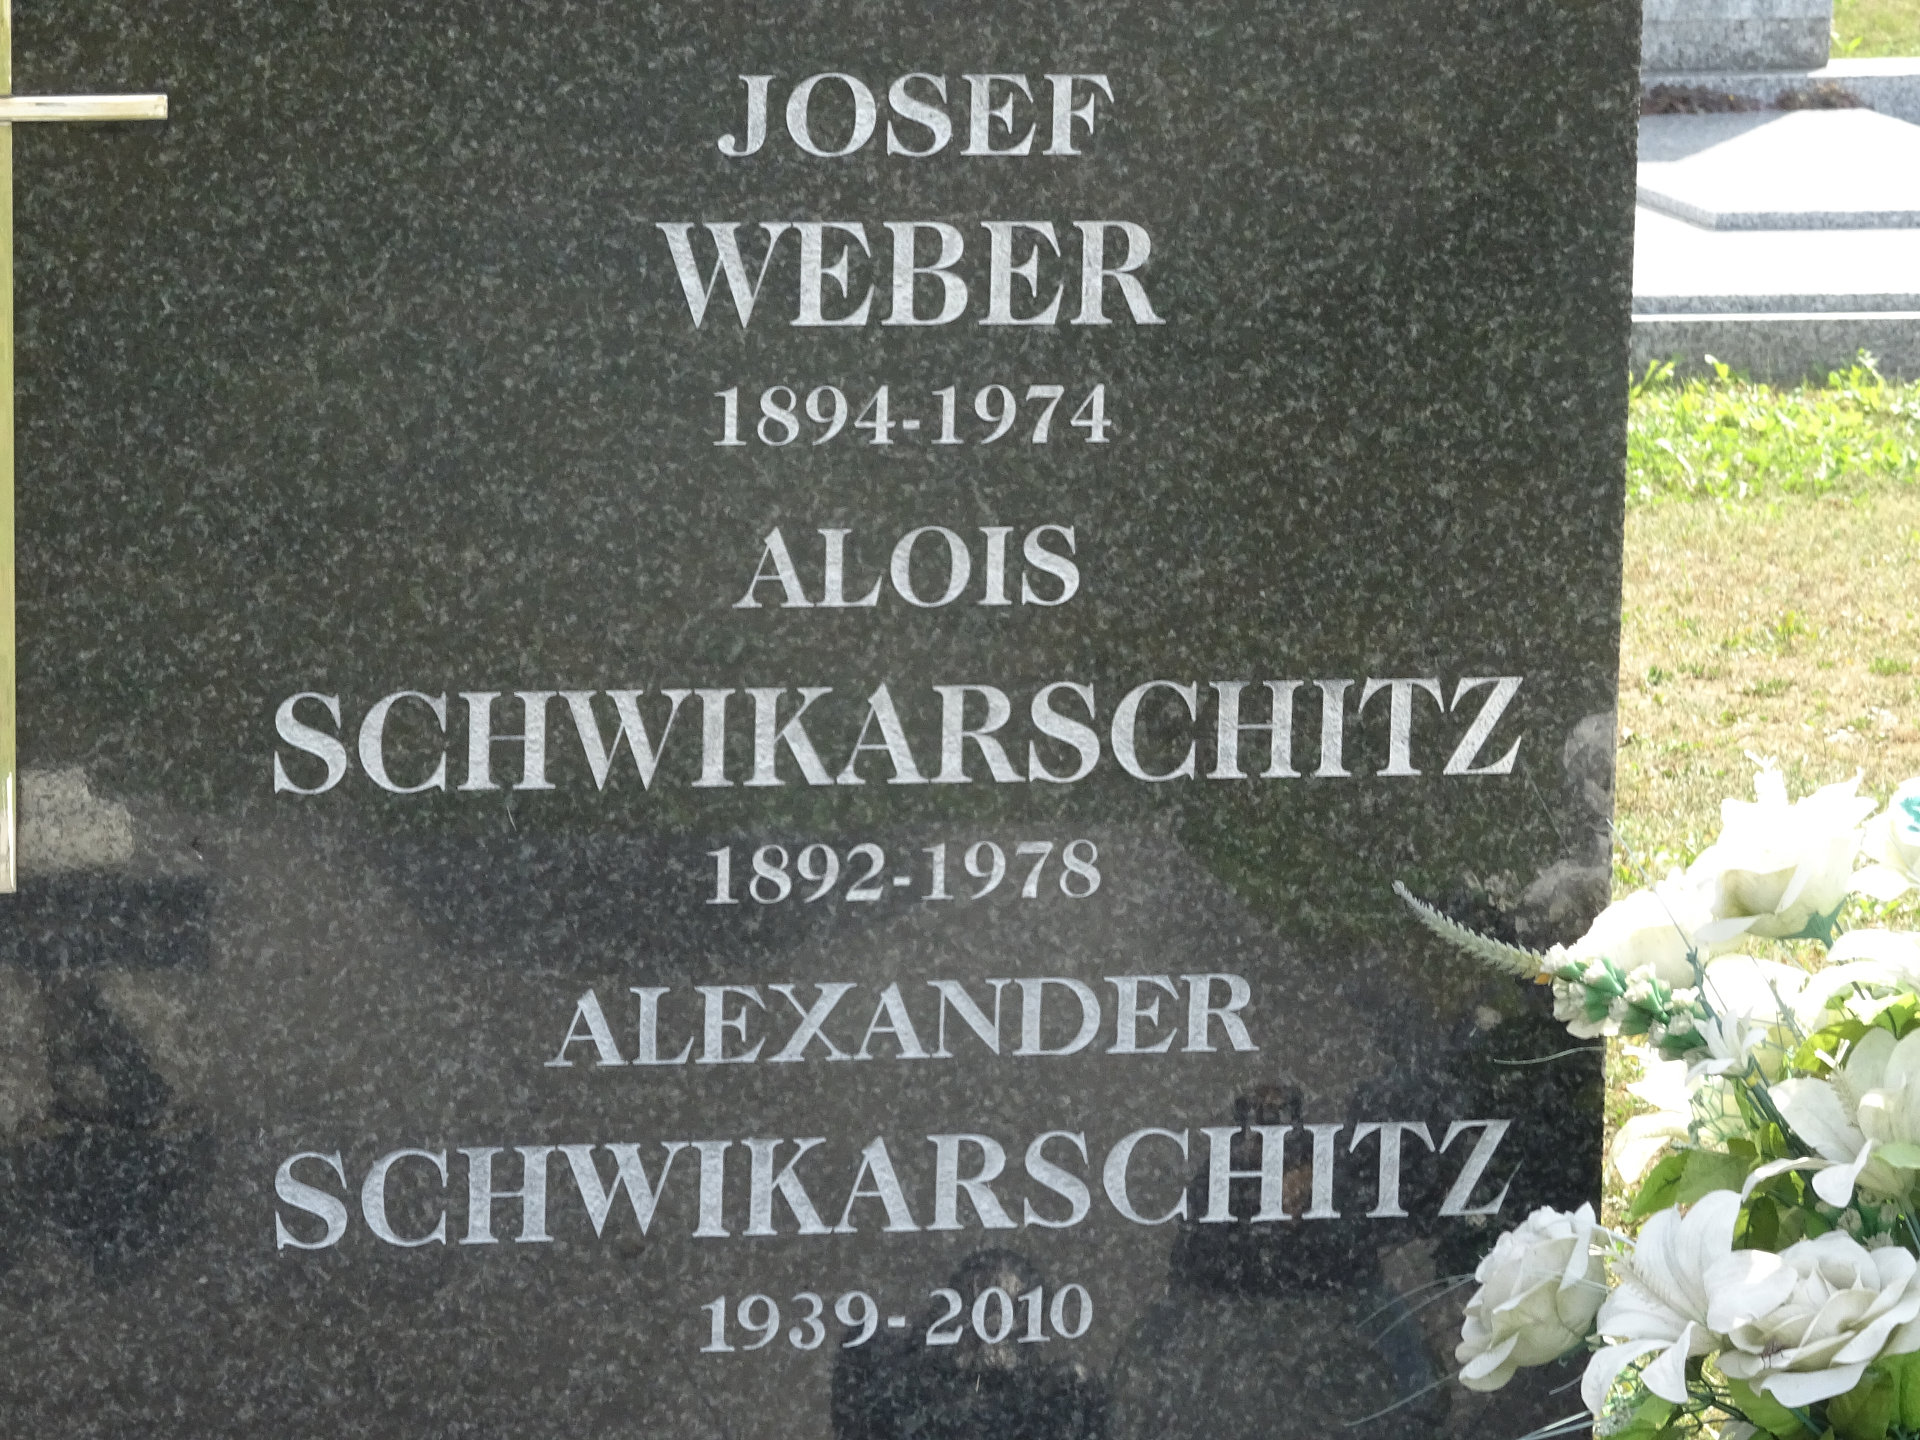 JOSEF
WEBER
1894-1974
ALOIS
SCHWIKARSCHITZ
1892-1978
ALEXANDER
SCHWIKARSCHITZ
1939-2010